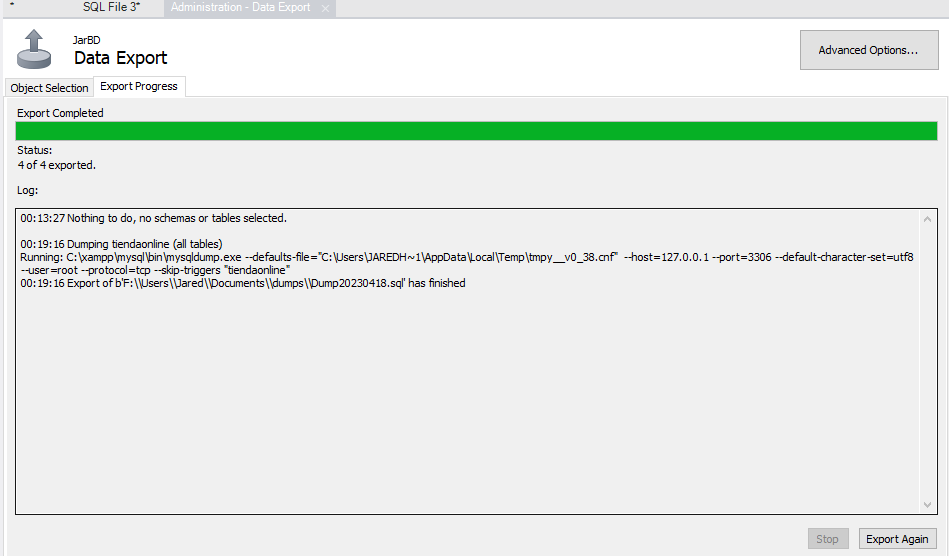 * SQL File 3* Administration - Data Export ×
JarBD
Data Export
Advanced Options...
Object Selection Export Progress
Export Completed
Status:
4 of 4 exported.
Log:
00:13:27 Nothing to do, no schemas or tables selected.
00:19:16 Dumping tiendaonline (all tables)
Running: C:\xampp\mysql\bin\mysqldump.exe --defaults-file="C:\Users\JAREDH~1\AppData\Local\Temp\tmpy__v0_38.cnf"  --host=127.0.0.1 --port=3306 --default-character-set=utf8
--user=root --protocol=tcp --skip-triggers "tiendaonline"
00:19:16 Export of b'F:\\Users\\Jared\\Documents\\dumps\\Dump20230418.sql' has finished
Stop Export Again